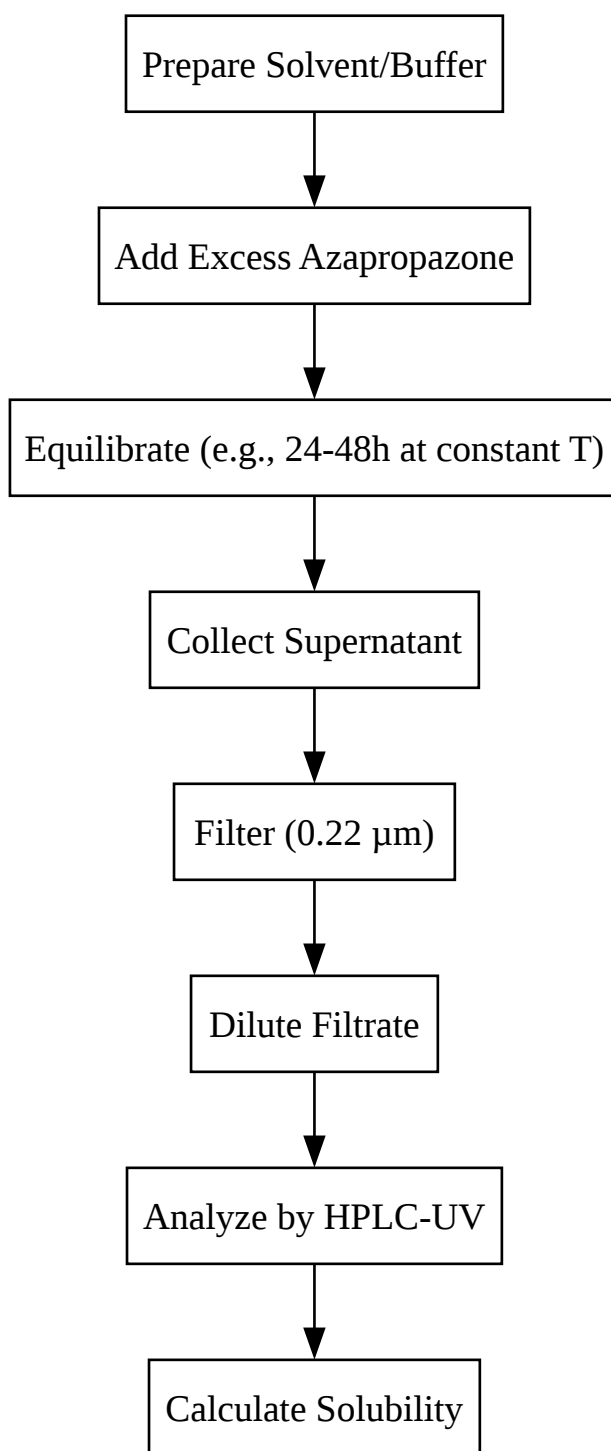 Prepare Solvent/Buffer
Add Excess Azapropazone
Equilibrate (e.g., 24-48h at constant T)
Collect Supernatant
Filter (0.22 µm)
Dilute Filtrate
Analyze by HPLC-UV
Calculate Solubility